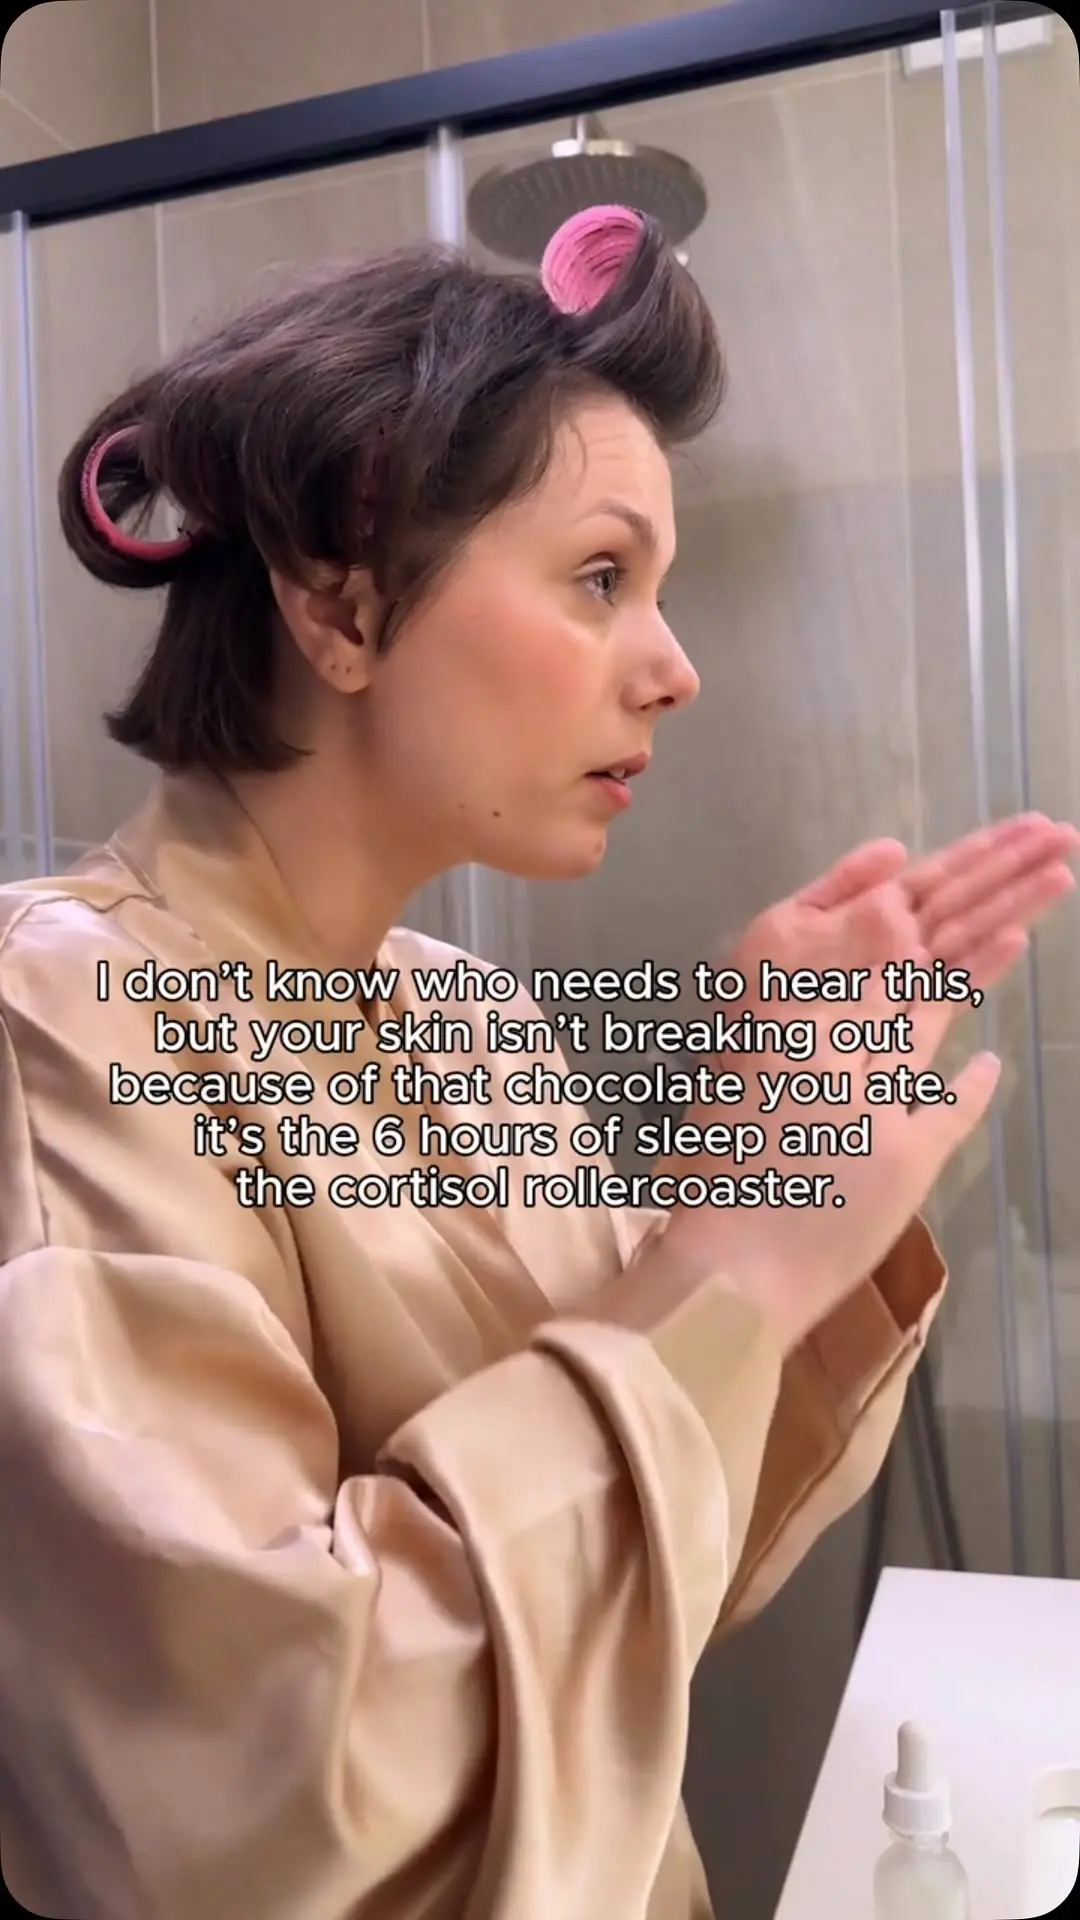 I don't know who needs to hear this,
but your skin isn't breaking out
because of that chocolate you ate.
it's the 6 hours of sleep and
the cortisol rollercoaster.